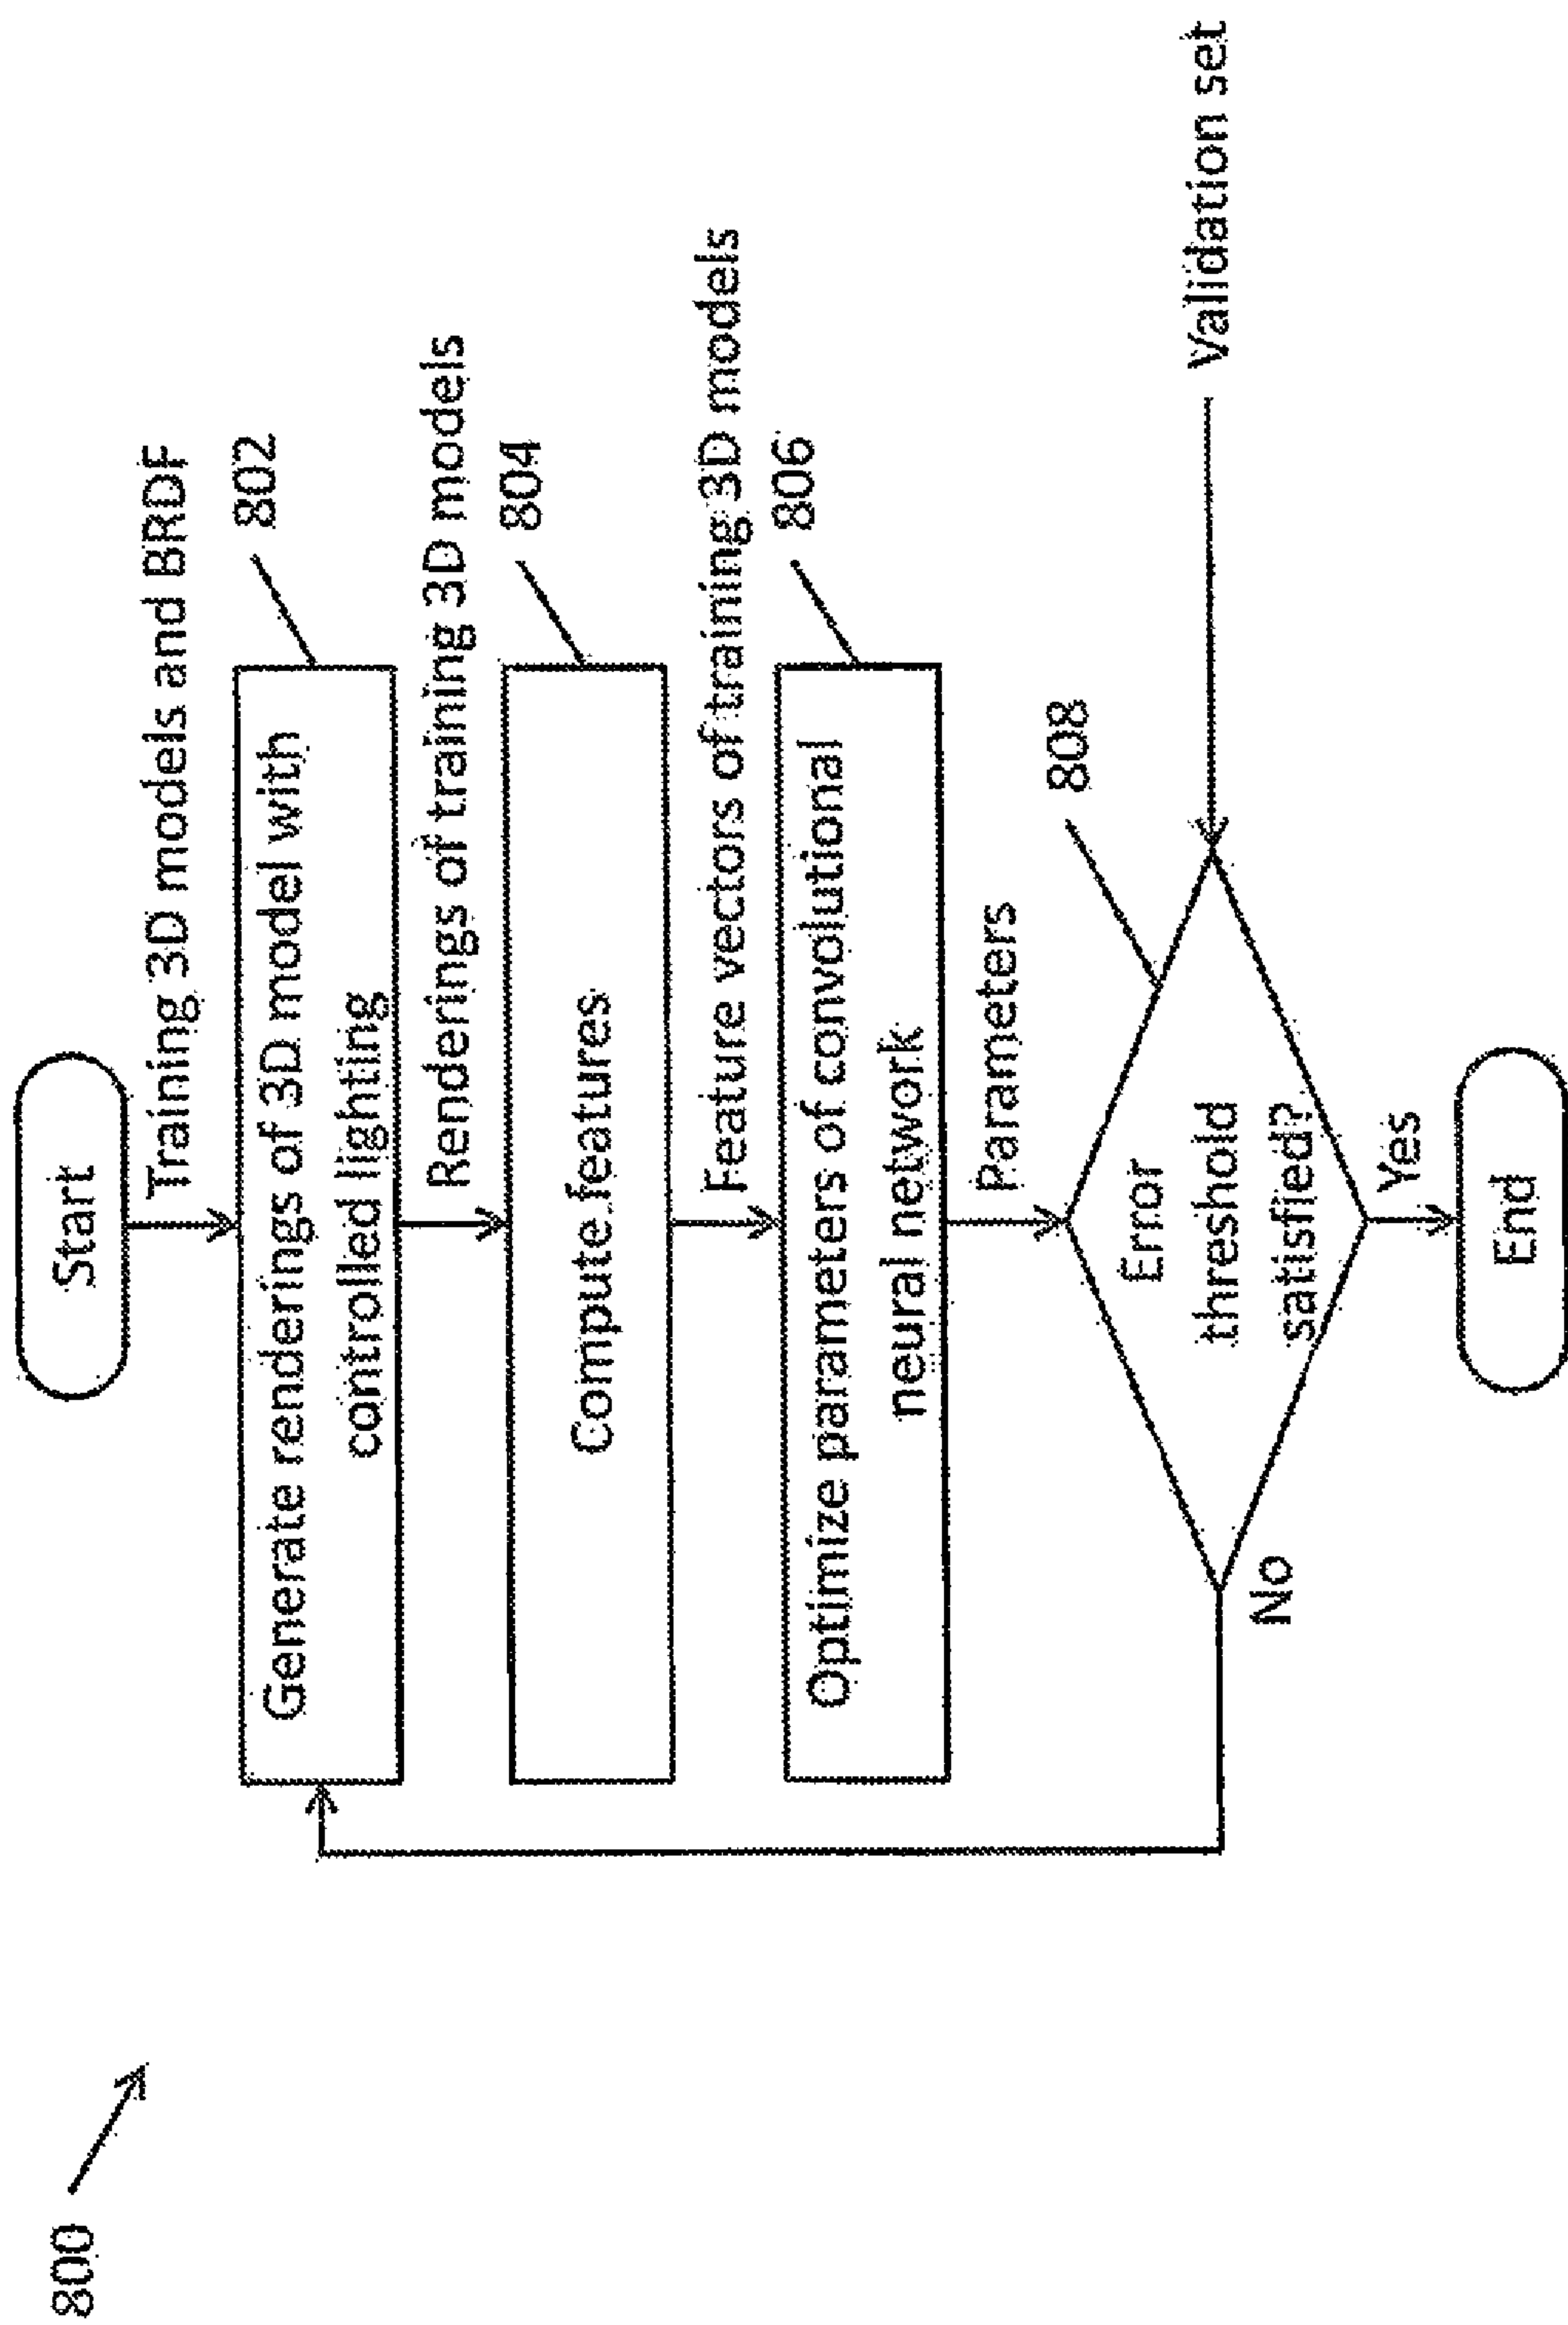 800
Start
Training 3D models and BRDF
802
Generate renderings of 3D model with
controlled lighting
Renderings of training 3D models
804
Compute features
Feature vectors of training 3D models
806
Optimize parameters of convolutional
neural network
Parameters
808
Error
threshold
satisfied?
Validation set
No
Yes
End